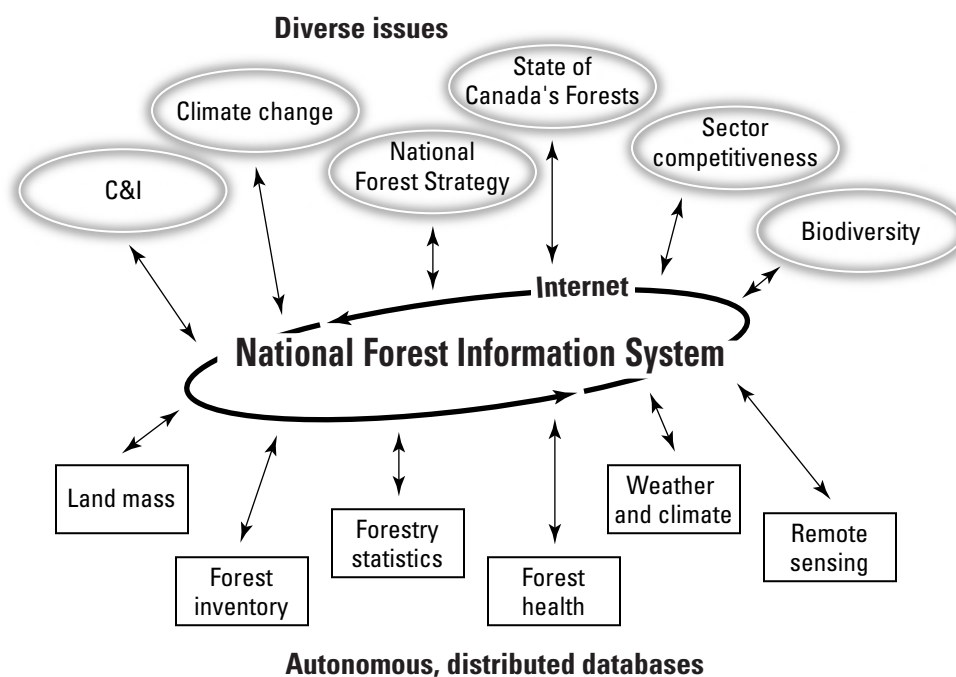 Diverse issues
State of
Canada's Forests
Climate change
Sector
competitiveness
National
Forest Strategy
C&I
Biodiversity
Internet
National Forest Information System
Land mass
Weather
and climate
Forestry
statistics
Remote
sensing
Forest
inventory
Forest
health
Autonomous, distributed databases